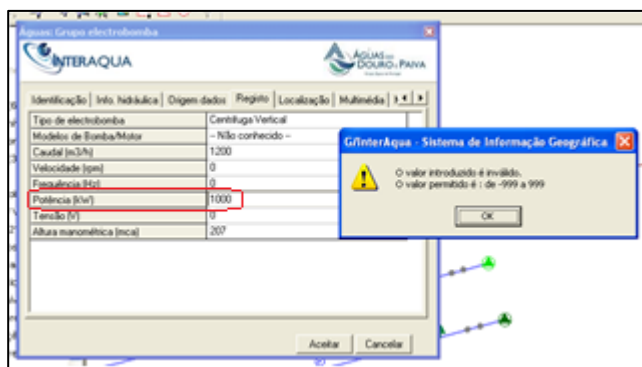 Águas: Grupo electrobomba
INTERAQUA
ÁGUAS DO DOURO E PAIVA
Identificação Info. hidráulica Origem dados Registo Localização Multimédia
Tipo de electrobomba Centrífuga Vertical
Modelos de Bomba/Motor -- Não conhecido --
Caudal (m3/h) 1200
Velocidade (rpm) 0
Frequência (Hz) 0
Potência (kW) 1000
Tensão (V) 0
Altura manométrica (mca) 207
Aceitar Cancelar
G/InterAqua - Sistema de Informação Geográfica
O valor introduzido é inválido.
O valor permitido é : de -999 a 999
OK